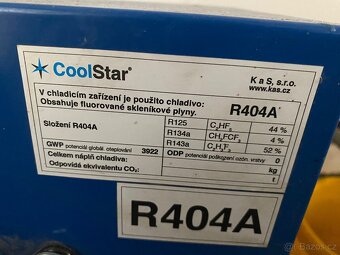 CoolStar®
K a S, s.r.o.
www.kas.cz
V chladicím zařízení je použito chladivo:
Obsahuje fluorované skleníkové plyny.
R404A
Složení R404A
R125 C₂HF₅ 44 %
R134a CH₂FCF₃ 4 %
R143a C₂H₃F₃ 52 %
GWP potenciál globál. oteplování 3922 ODP potenciál poškození ozón. vrstvy 0
Celkem náplň chladiva: kg
Odpovídá ekvivalentu CO₂: t
R404A
Bazos.cz